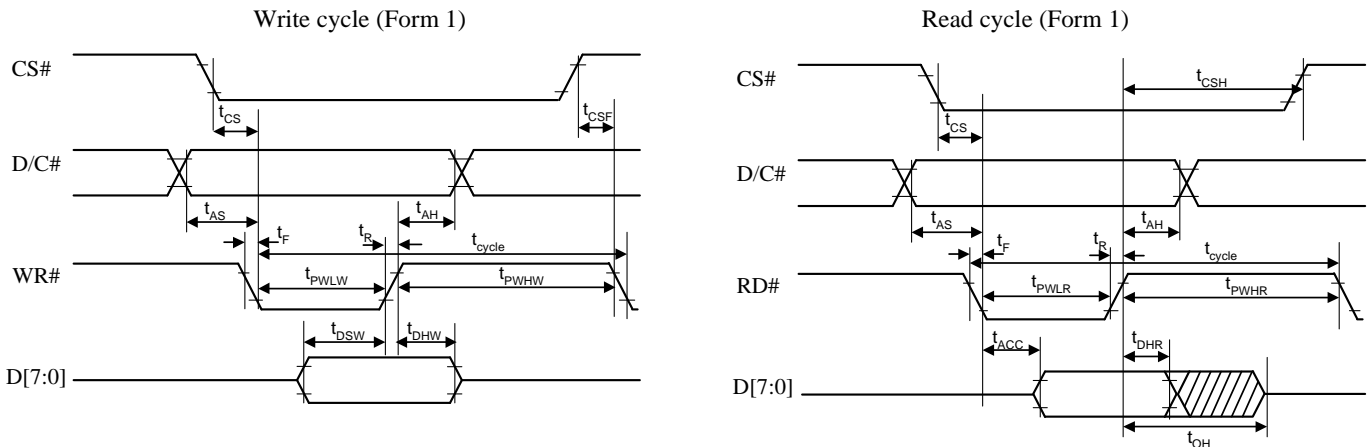 Write cycle (Form 1)
CS#
tCS
tCSF
D/C#
tAS
tAH
tF
tR
tcycle
WR#
tPWLW
tPWHW
tDSW
tDHW
D[7:0]
Read cycle (Form 1)
CS#
tCSH
tCS
D/C#
tAS
tAH
tF
tR
tcycle
RD#
tPWLR
tPWHR
tACC
tDHR
D[7:0]
tOH